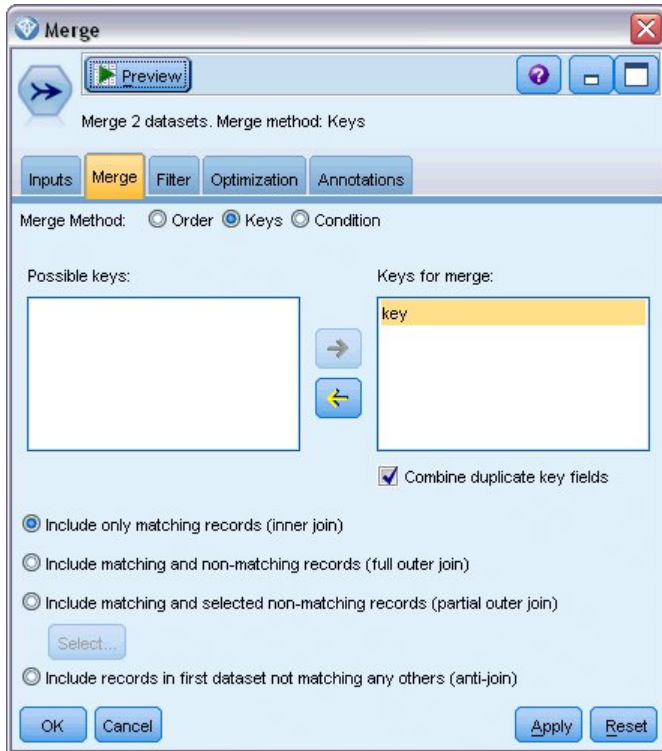 Merge
Preview
Merge 2 datasets. Merge method: Keys
Inputs Merge Filter Optimization Annotations
Merge Method: Order Keys Condition
Possible keys: Keys for merge:
key
Combine duplicate key fields
Include only matching records (inner join)
Include matching and non-matching records (full outer join)
Include matching and selected non-matching records (partial outer join)
Select...
Include records in first dataset not matching any others (anti-join)
OK Cancel Apply Reset